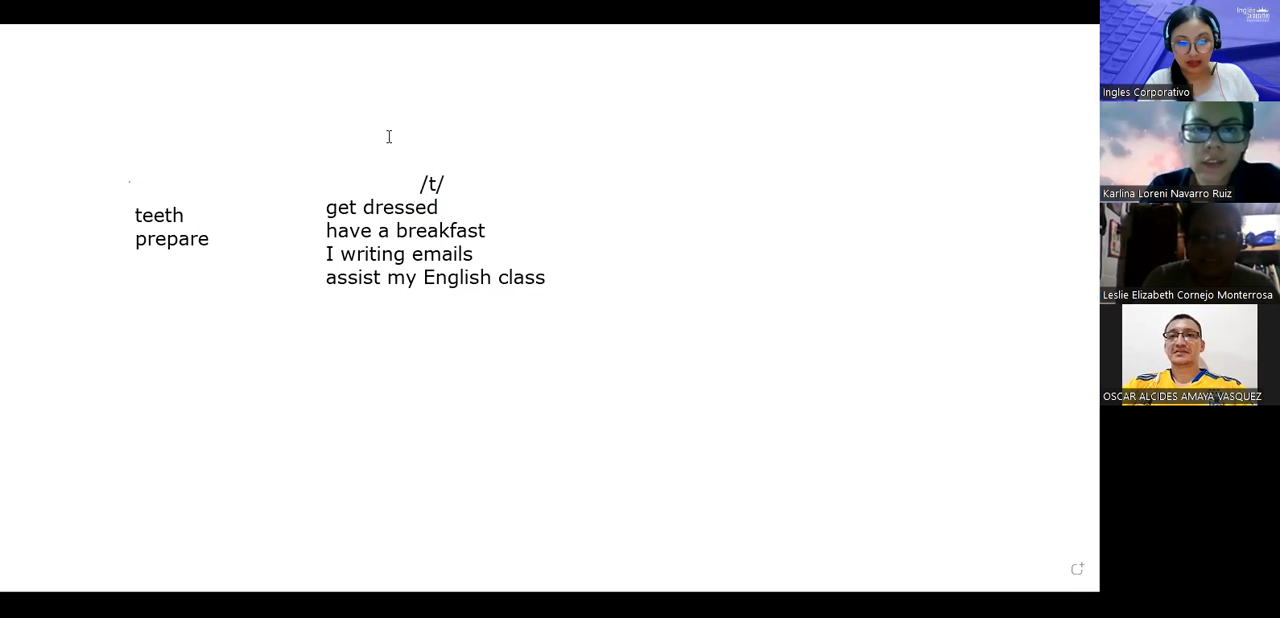 /t/
get dressed
have a breakfast
I writing emails
assist my English class
teeth
prepare
Ingles
Ingles Corporativo
Karlina Loreni Navarro Ruiz
Leslie Elizabeth Cornejo Monterrosa
OSCAR ALCIDES AMAYA VASQUEZ